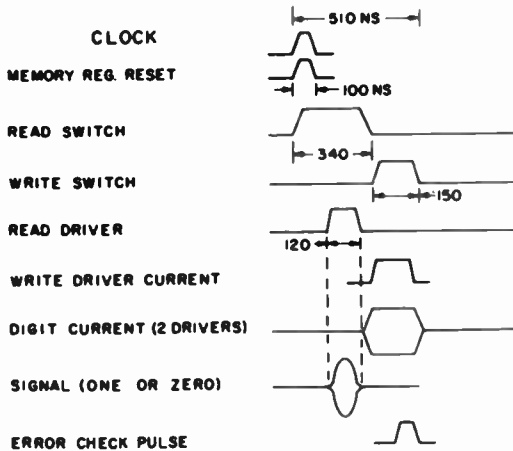 510 NS
CLOCK
MEMORY REG. RESET
100 NS
READ SWITCH
340
WRITE SWITCH
150
READ DRIVER
120
WRITE DRIVER CURRENT
DIGIT CURRENT (2 DRIVERS)
SIGNAL (ONE OR ZERO)
ERROR CHECK PULSE